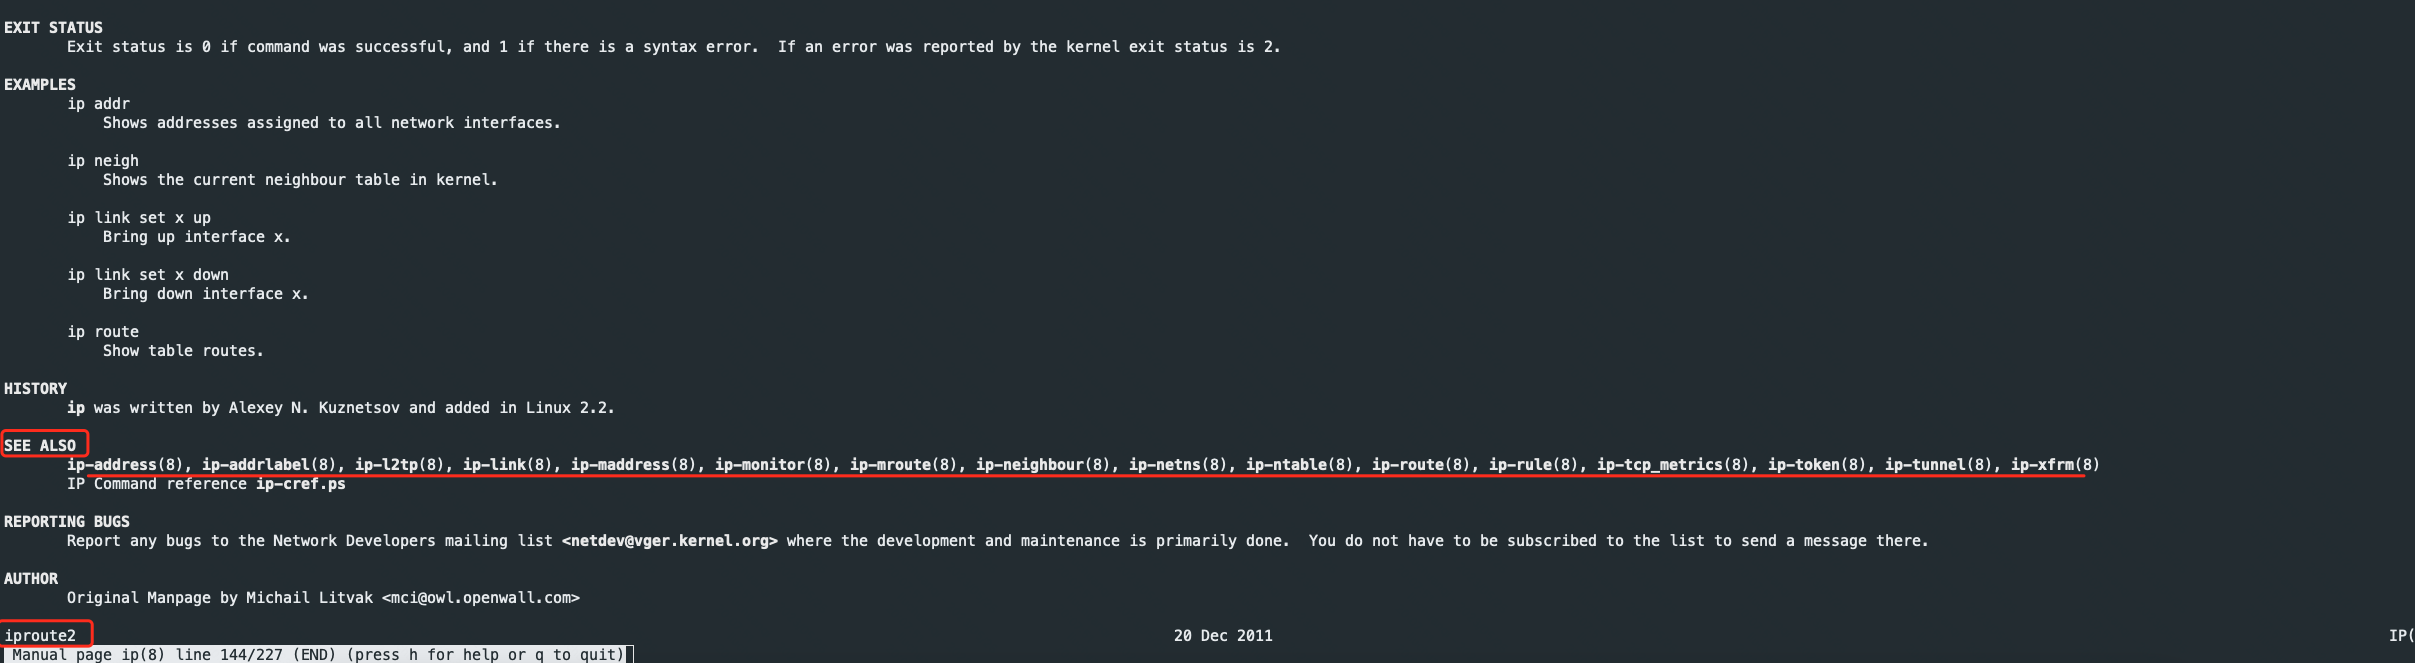 EXIT STATUS
Exit status is 0 if command was successful, and 1 if there is a syntax error.  If an error was reported by the kernel exit status is 2.
EXAMPLES
ip addr
Shows addresses assigned to all network interfaces.
ip neigh
Shows the current neighbour table in kernel.
ip link set x up
Bring up interface x.
ip link set x down
Bring down interface x.
ip route
Show table routes.
HISTORY
ip was written by Alexey N. Kuznetsov and added in Linux 2.2.
SEE ALSO
ip-address(8), ip-addrlabel(8), ip-l2tp(8), ip-link(8), ip-maddress(8), ip-monitor(8), ip-mroute(8), ip-neighbour(8), ip-netns(8), ip-ntable(8), ip-route(8), ip-rule(8), ip-tcp_metrics(8), ip-token(8), ip-tunnel(8), ip-xfrm(8)
IP Command reference ip-cref.ps
REPORTING BUGS
Report any bugs to the Network Developers mailing list <netdev@vger.kernel.org> where the development and maintenance is primarily done.  You do not have to be subscribed to the list to send a message there.
AUTHOR
Original Manpage by Michail Litvak <mci@owl.openwall.com>
iproute2 20 Dec 2011 IP(
Manual page ip(8) line 144/227 (END) (press h for help or q to quit)